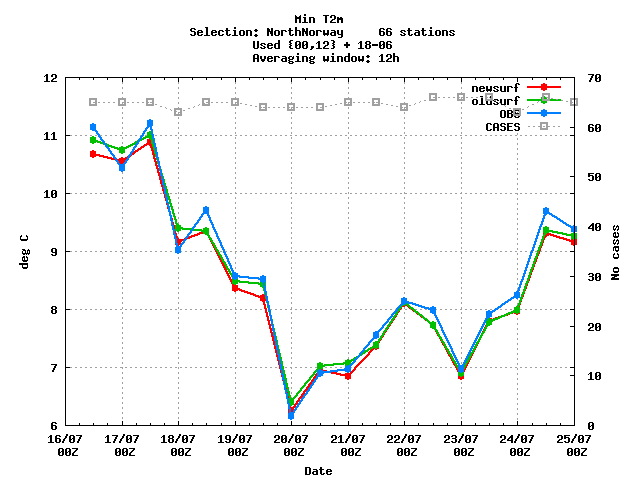 Min T2m
Selection: NorthNorway     66 stations
Used {00,12} + 18-06
Averaging window: 12h
newsurf
oldsurf
OBS
CASES
12
11
10
9
8
7
6
deg C
70
60
50
40
30
20
10
0
No cases
16/07 17/07 18/07 19/07 20/07 21/07 22/07 23/07 24/07 25/07
00Z 00Z 00Z 00Z 00Z 00Z 00Z 00Z 00Z 00Z
Date